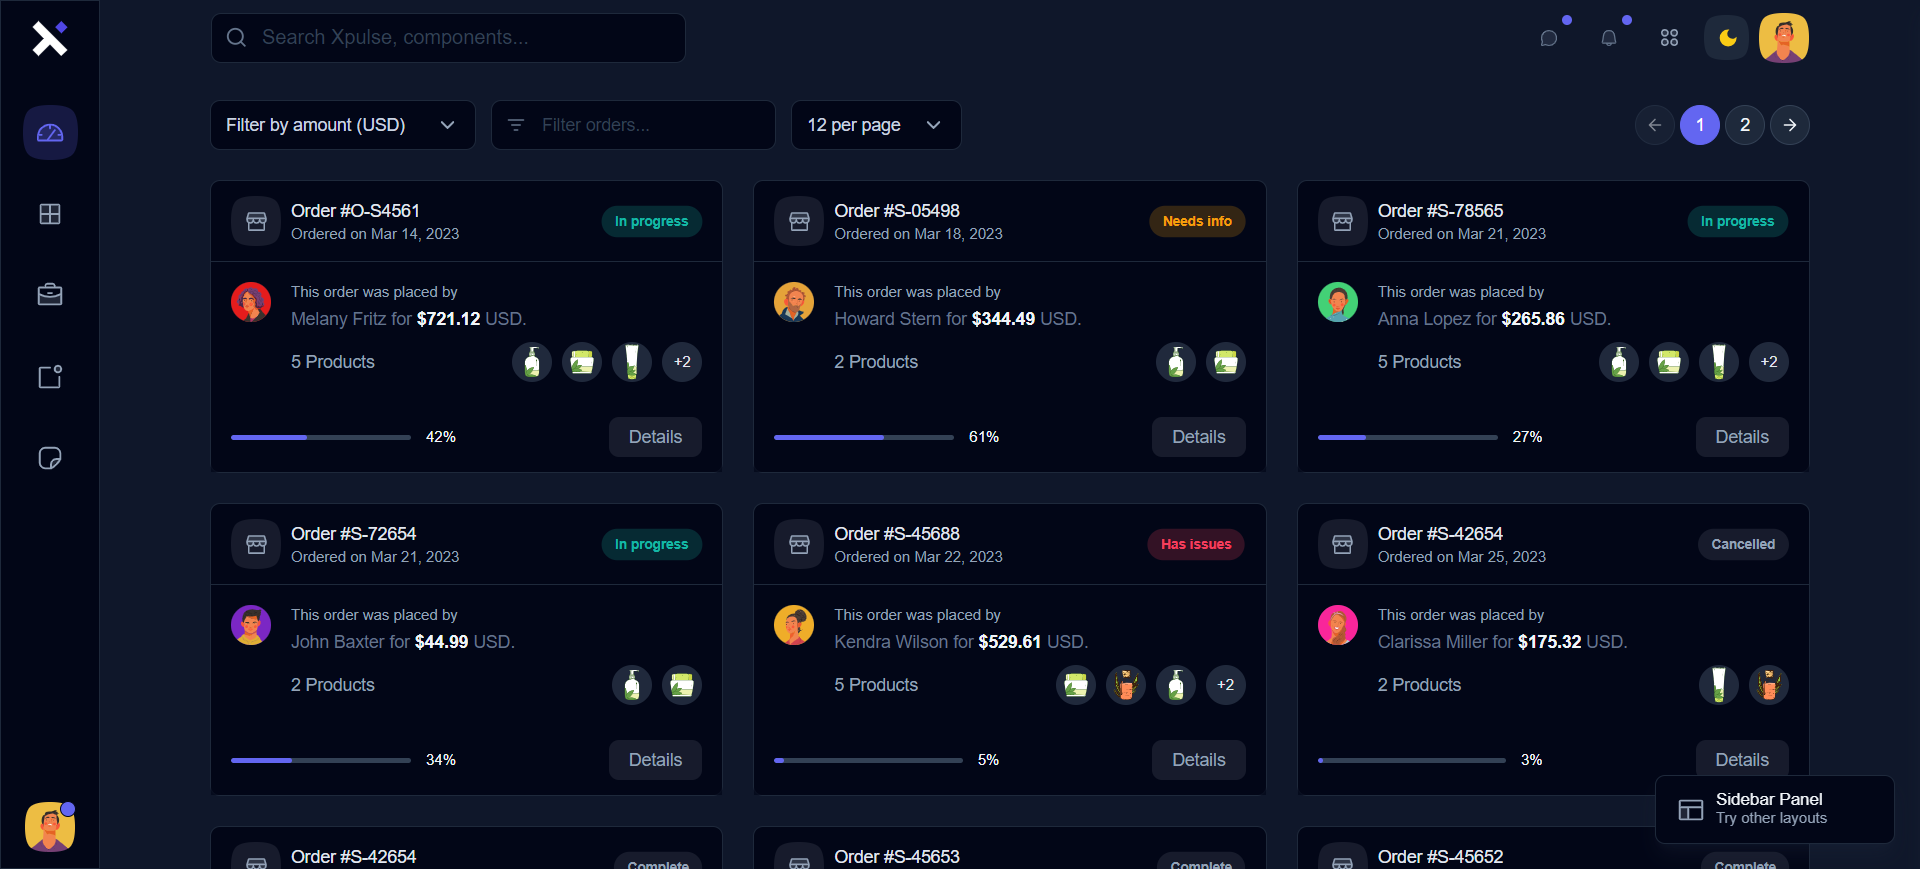 Search Xpulse, components...
Filter by amount (USD)
Filter orders...
12 per page
1
2
Order #O-S4561
Ordered on Mar 14, 2023
In progress
This order was placed by
Melany Fritz for $721.12 USD.
5 Products
+2
42%
Details
Order #S-05498
Ordered on Mar 18, 2023
Needs info
This order was placed by
Howard Stern for $344.49 USD.
2 Products
61%
Details
Order #S-78565
Ordered on Mar 21, 2023
In progress
This order was placed by
Anna Lopez for $265.86 USD.
5 Products
+2
27%
Details
Order #S-72654
Ordered on Mar 21, 2023
In progress
This order was placed by
John Baxter for $44.99 USD.
2 Products
34%
Details
Order #S-45688
Ordered on Mar 22, 2023
Has issues
This order was placed by
Kendra Wilson for $529.61 USD.
5 Products
+2
5%
Details
Order #S-42654
Ordered on Mar 25, 2023
Cancelled
This order was placed by
Clarissa Miller for $175.32 USD.
2 Products
3%
Details
Sidebar Panel
Try other layouts
Order #S-42654
Complete
Order #S-45653
Complete
Order #S-45652
Complete